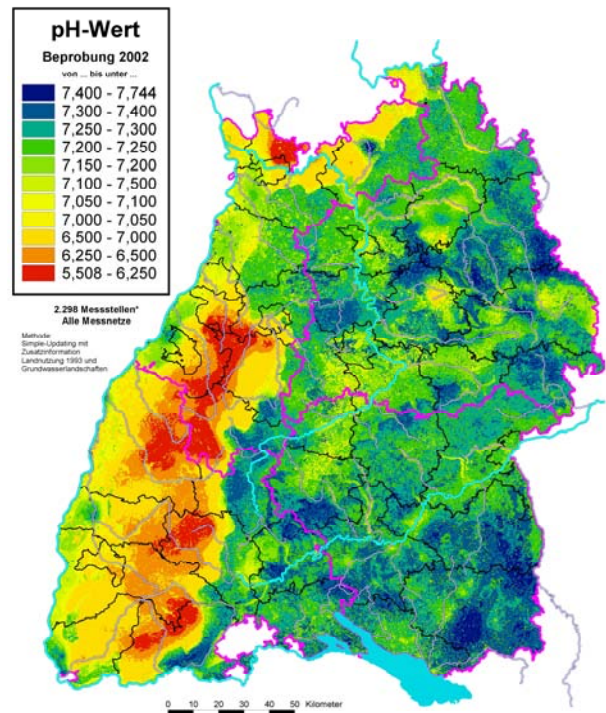 pH-Wert
Beprobung 2002
von ... bis unter ...
7,400 - 7,744
7,300 - 7,400
7,250 - 7,300
7,200 - 7,250
7,150 - 7,200
7,100 - 7,500
7,050 - 7,100
7,000 - 7,050
6,500 - 7,000
6,250 - 6,500
5,508 - 6,250
2.298 Messstellen*
Alle Messnetze
Methode:
Simple-Updating mit
Zusatzinformation
Landnutzung 1993 und
Grundwasserlandschaften
0 10 20 30 40 50 Kilometer